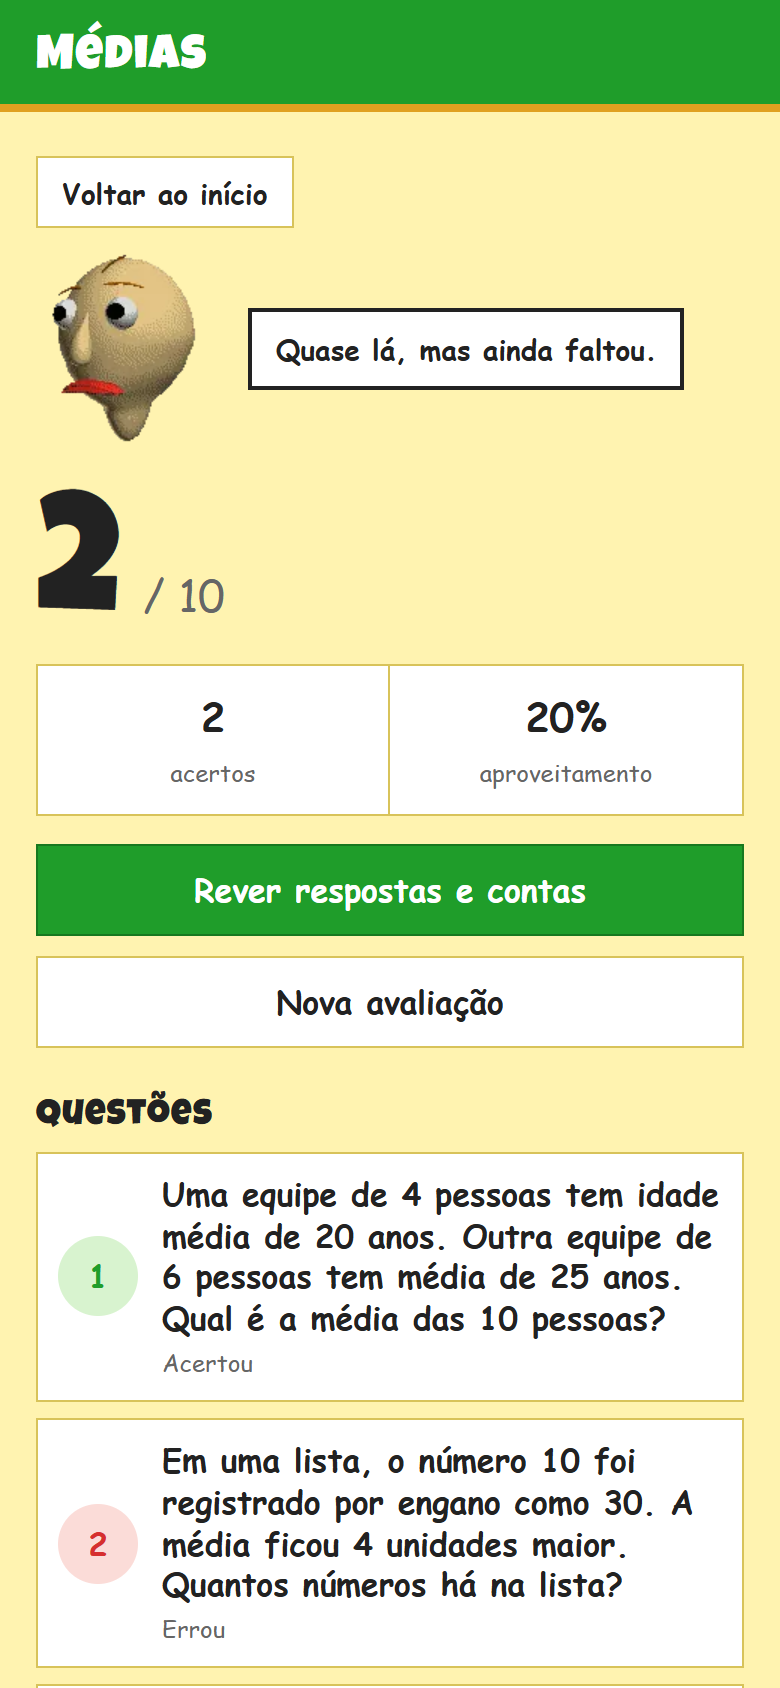 Médias
Voltar ao início
Quase lá, mas ainda faltou.
2 / 10
2
acertos
20%
aproveitamento
Rever respostas e contas
Nova avaliação
Questões
1
Uma equipe de 4 pessoas tem idade
média de 20 anos. Outra equipe de
6 pessoas tem média de 25 anos.
Qual é a média das 10 pessoas?
Acertou
2
Em uma lista, o número 10 foi
registrado por engano como 30. A
média ficou 4 unidades maior.
Quantos números há na lista?
Errou